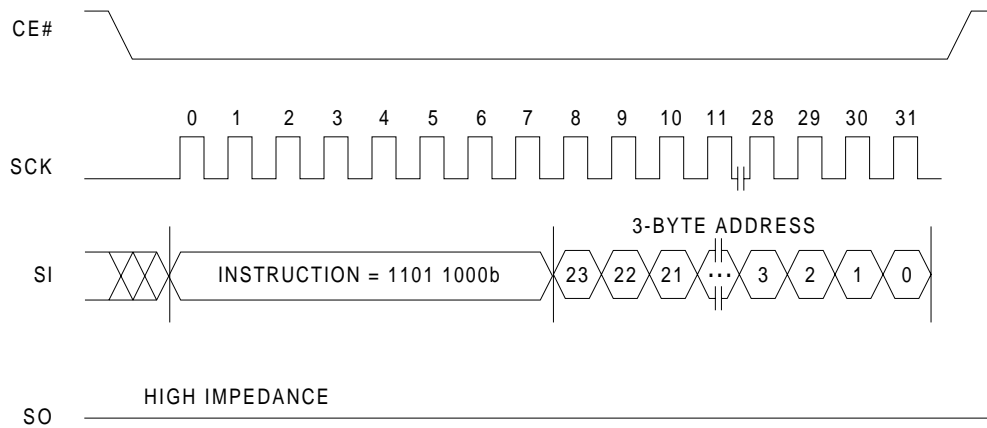 CE#
0 1 2 3 4 5 6 7 8 9 10 11 28 29 30 31
SCK
3-BYTE ADDRESS
SI INSTRUCTION = 1101 1000b 23 22 21 ... 3 2 1 0
HIGH IMPEDANCE
SO